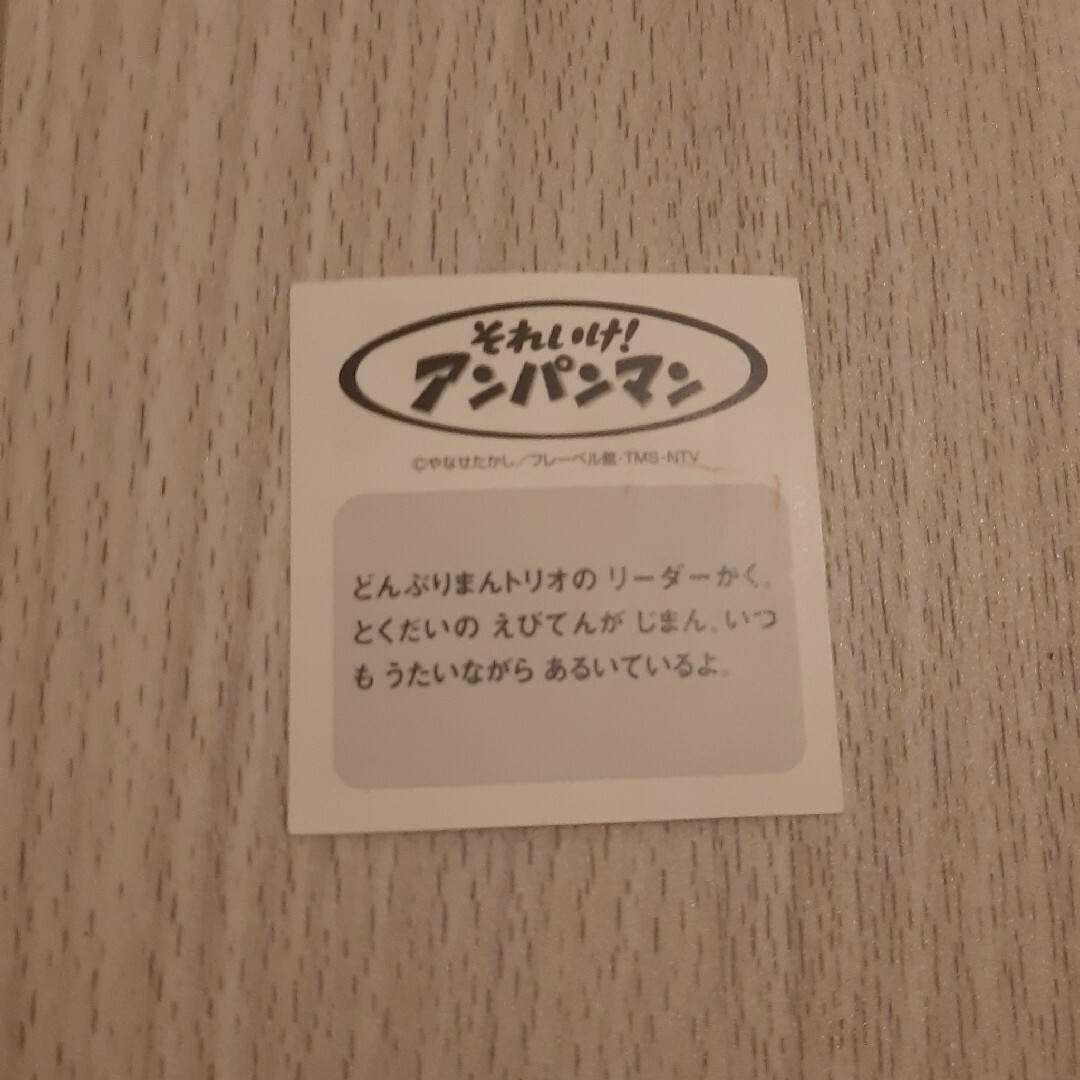 それいけ!
アンパンマン
©やなせたかし/フレーベル館・TMS・NTV
どんぶりまんトリオの リーダーかく。
とくだいの えびてんが じまん。いつ
も うたいながら あるいているよ。